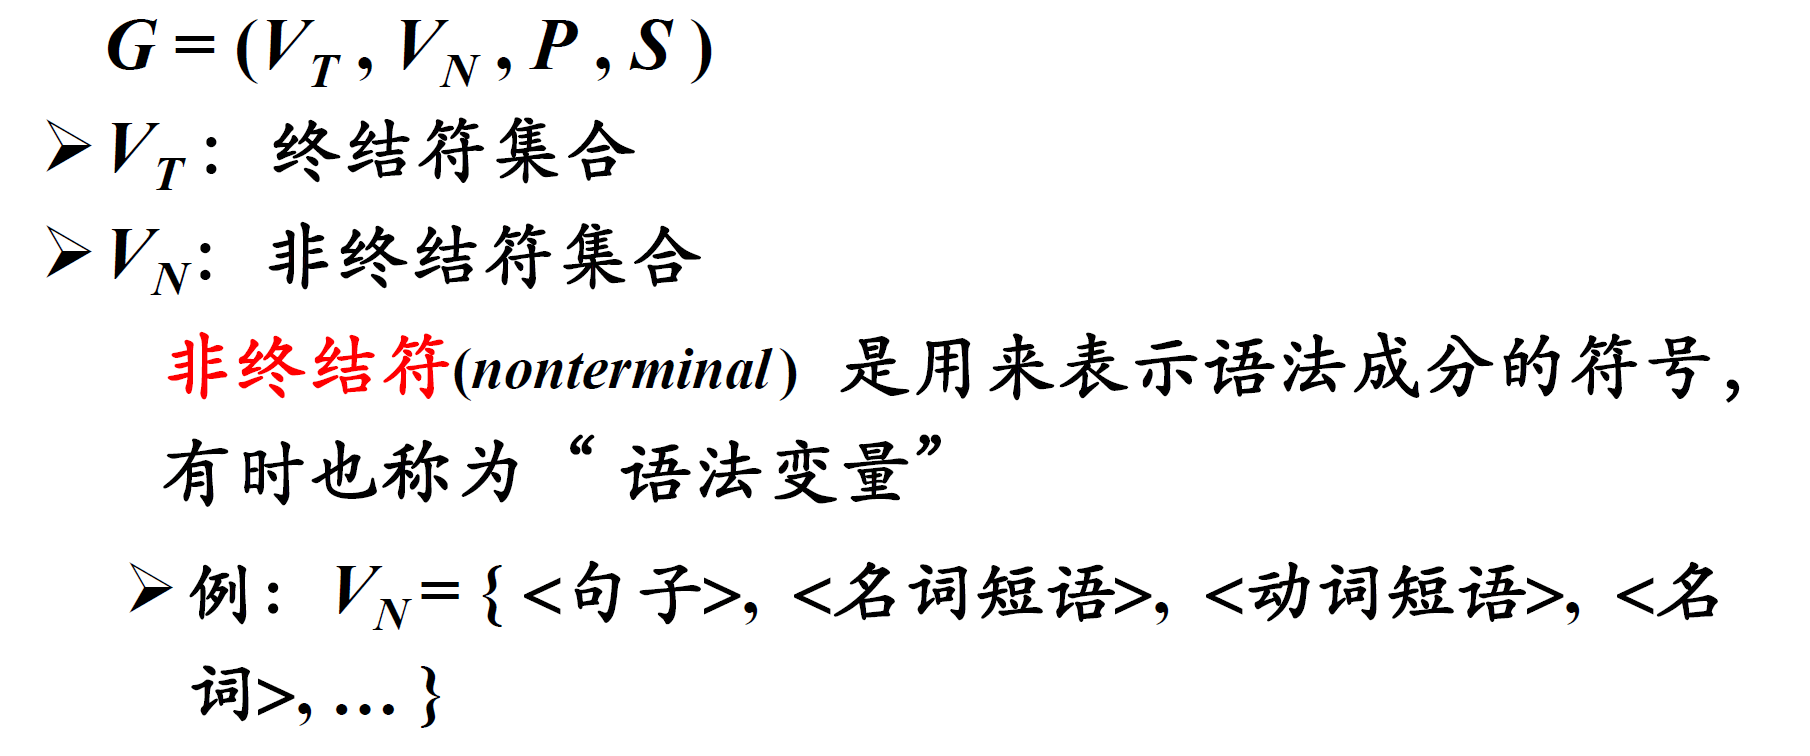 G = (V_T , V_N , P , S )
➢V_T： 终结符集合
➢V_N： 非终结符集合
非终结符(nonterminal) 是用来表示语法成分的符号，
有时也称为“ 语法变量”
➢例： V_N = { <句子>, <名词短语>, <动词短语>, <名
词>, … }